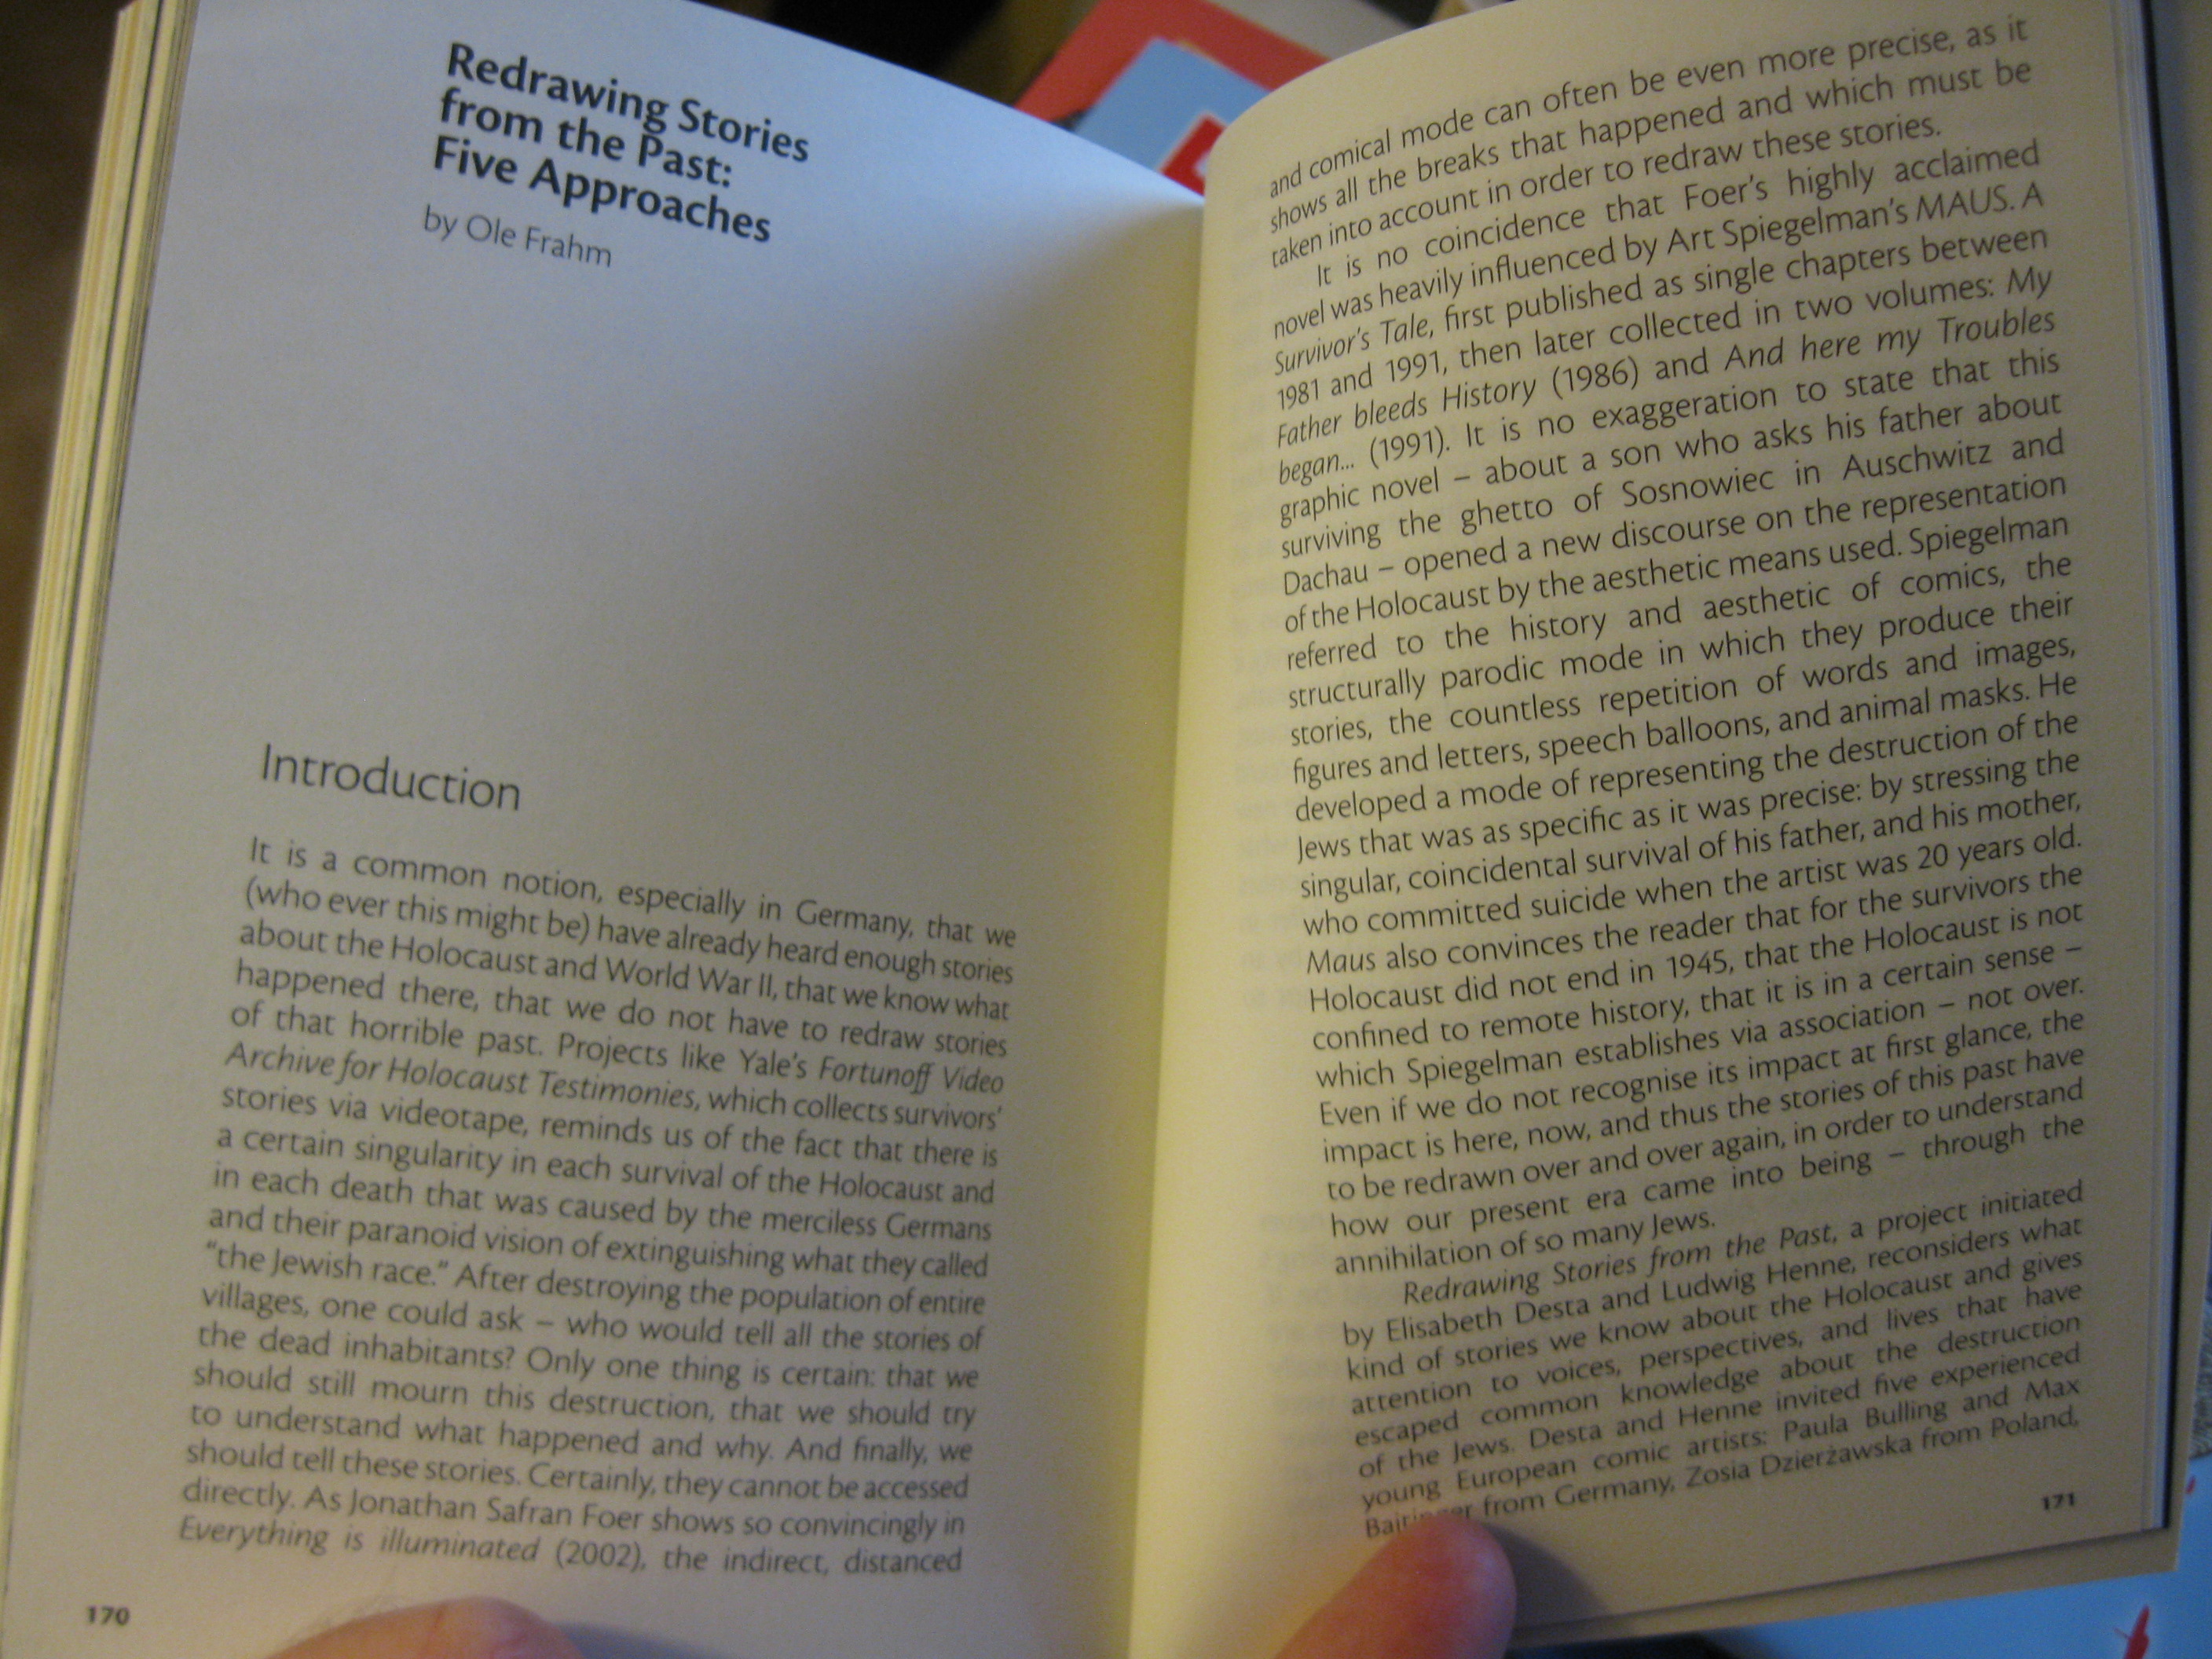 Redrawing Stories
from the Past:
Five Approaches
by Ole Frahm
Introduction
It is a common notion, especially in Germany, that we
(who ever this might be) have already heard enough stories
about the Holocaust and World War II, that we know what
happened there, that we do not have to redraw stories
of that horrible past. Projects like Yale's Fortunoff Video
Archive for Holocaust Testimonies, which collects survivors'
stories via videotape, reminds us of the fact that there is
a certain singularity in each survival of the Holocaust and
in each death that was caused by the merciless Germans
and their paranoid vision of extinguishing what they called
“the Jewish race.” After destroying the population of entire
villages, one could ask – who would tell all the stories of
the dead inhabitants? Only one thing is certain: that we
should still mourn this destruction, that we should try
to understand what happened and why. And finally, we
should tell these stories. Certainly, they cannot be accessed
directly. As Jonathan Safran Foer shows so convincingly in
Everything is illuminated (2002), the indirect, distanced
170
and comical mode can often be even more precise, as it
shows all the breaks that happened and which must be
taken into account in order to redraw these stories.
It is no coincidence that Foer's highly acclaimed
novel was heavily influenced by Art Spiegelman's MAUS. A
Survivor's Tale, first published as single chapters between
1981 and 1991, then later collected in two volumes: My
Father bleeds History (1986) and And here my Troubles
began... (1991). It is no exaggeration to state that this
graphic novel – about a son who asks his father about
surviving the ghetto of Sosnowiec in Auschwitz and
Dachau – opened a new discourse on the representation
of the Holocaust by the aesthetic means used. Spiegelman
referred to the history and aesthetic of comics, the
structurally parodic mode in which they produce their
stories, the countless repetition of words and images,
figures and letters, speech balloons, and animal masks. He
developed a mode of representing the destruction of the
Jews that was as specific as it was precise: by stressing the
singular, coincidental survival of his father, and his mother,
who committed suicide when the artist was 20 years old.
Maus also convinces the reader that for the survivors the
Holocaust did not end in 1945, that the Holocaust is not
confined to remote history, that it is in a certain sense –
which Spiegelman establishes via association – not over.
Even if we do not recognise its impact at first glance, the
impact is here, now, and thus the stories of this past have
to be redrawn over and over again, in order to understand
how our present era came into being – through the
annihilation of so many Jews.
Redrawing Stories from the Past, a project initiated
by Elisabeth Desta and Ludwig Henne, reconsiders what
kind of stories we know about the Holocaust and gives
attention to voices, perspectives, and lives that have
escaped common knowledge about the destruction
of the Jews. Desta and Henne invited five experienced
young European comic artists: Paula Bulling and Max
from Germany, Zosia Dzierżawska from Poland,
171